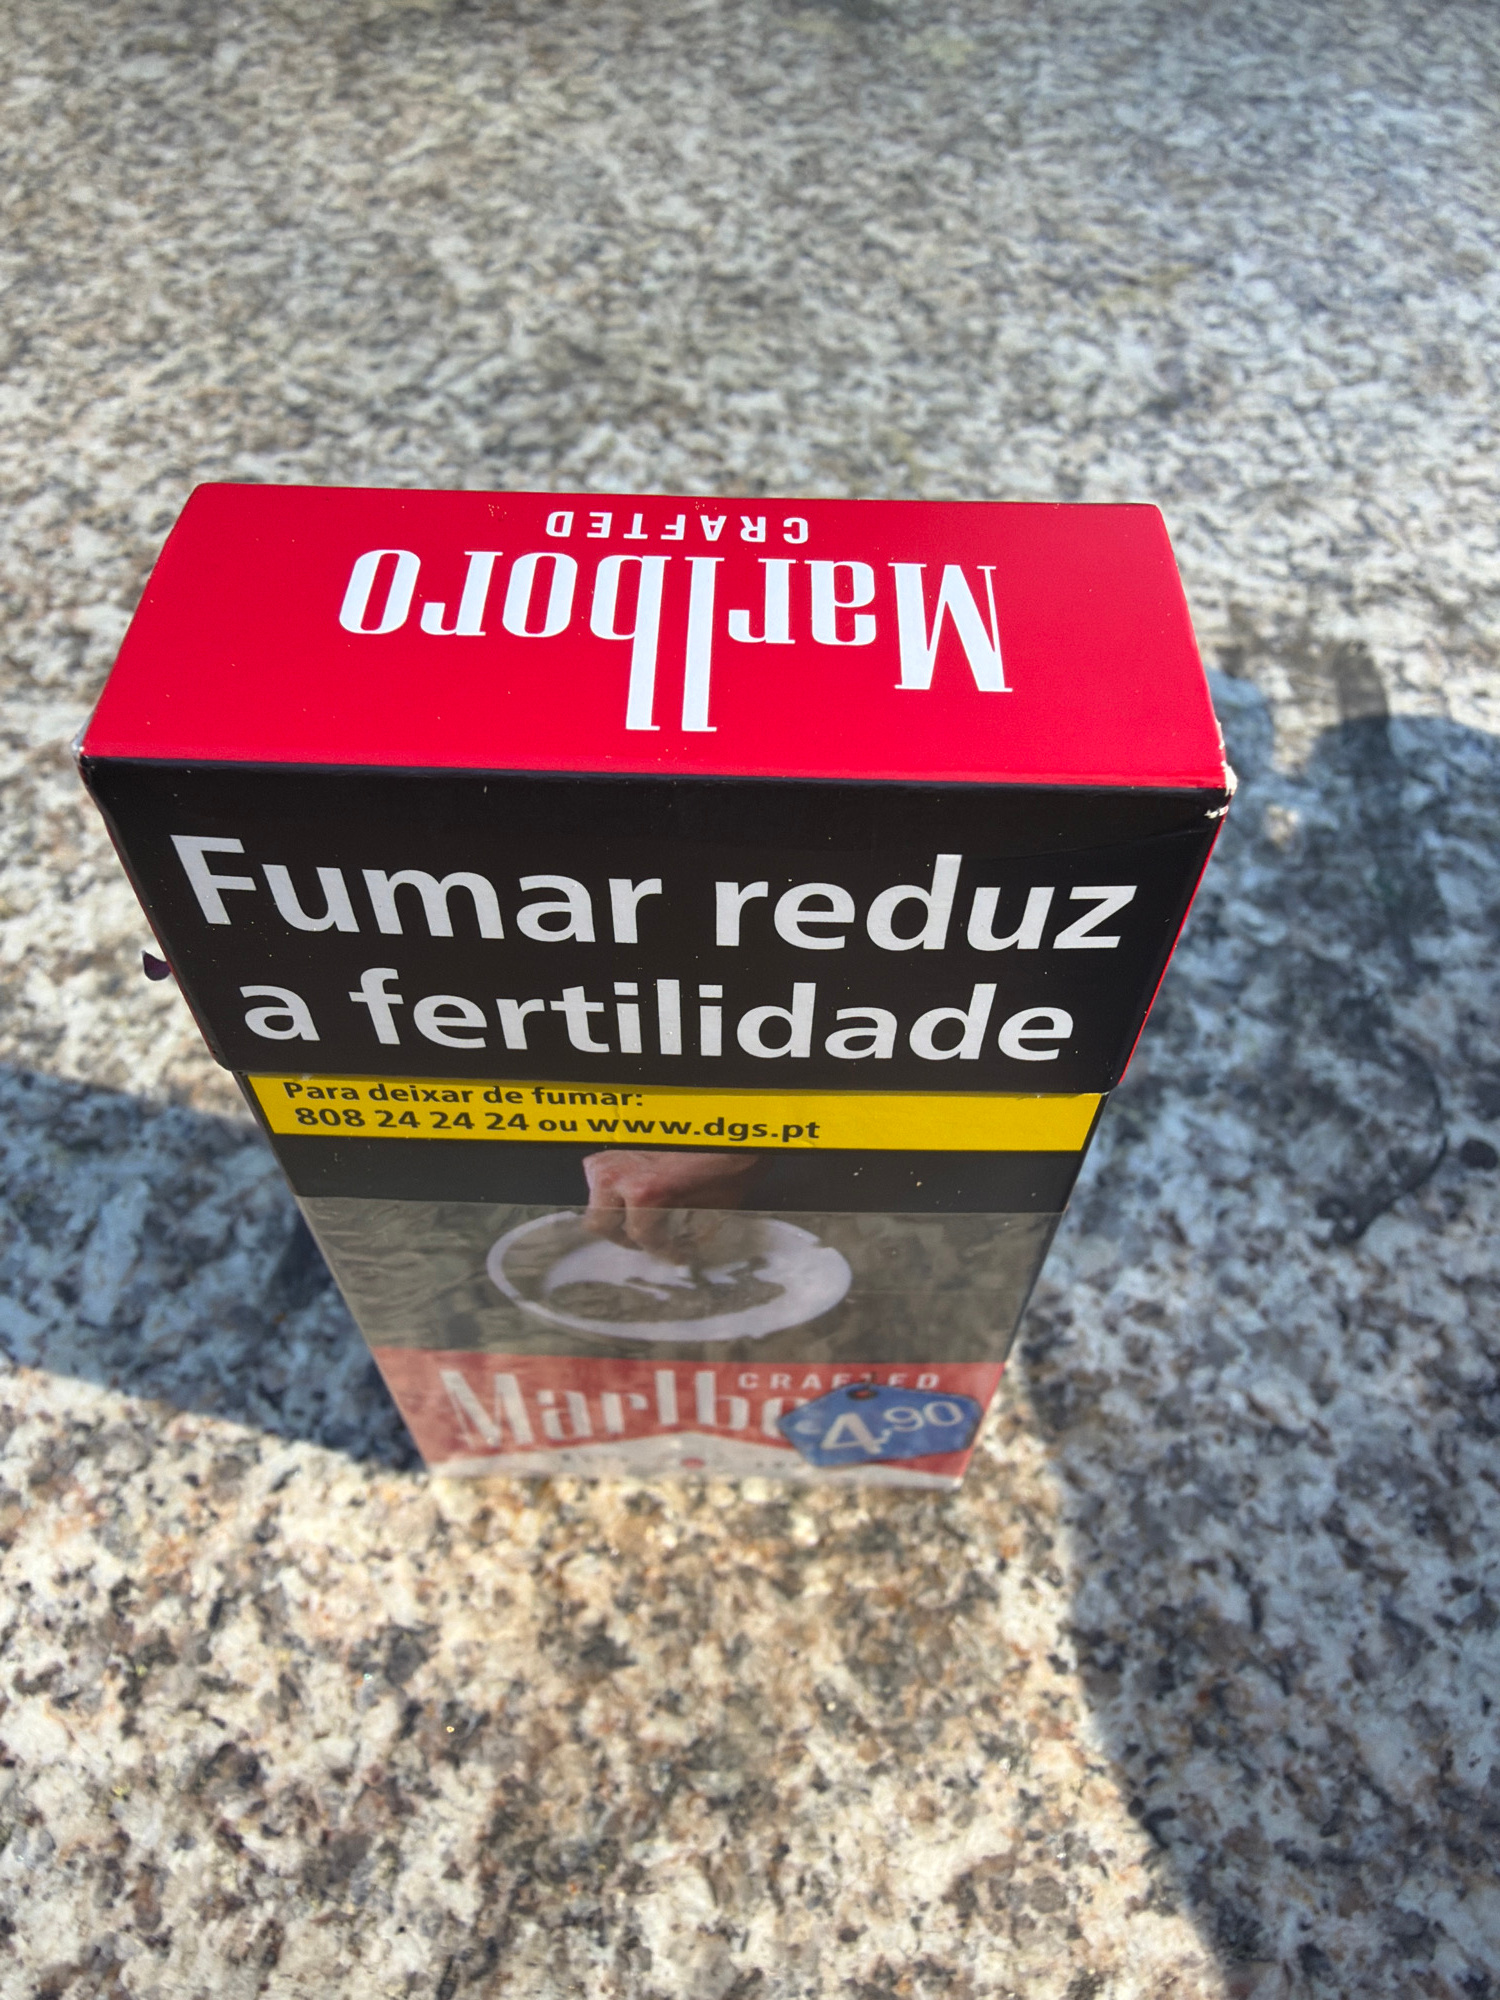 Marlboro
CRAFTED
Fumar reduz
a fertilidade
Para deixar de fumar:
808 24 24 24 ou www.dgs.pt
CRAFTED
Marlbo
€4,90